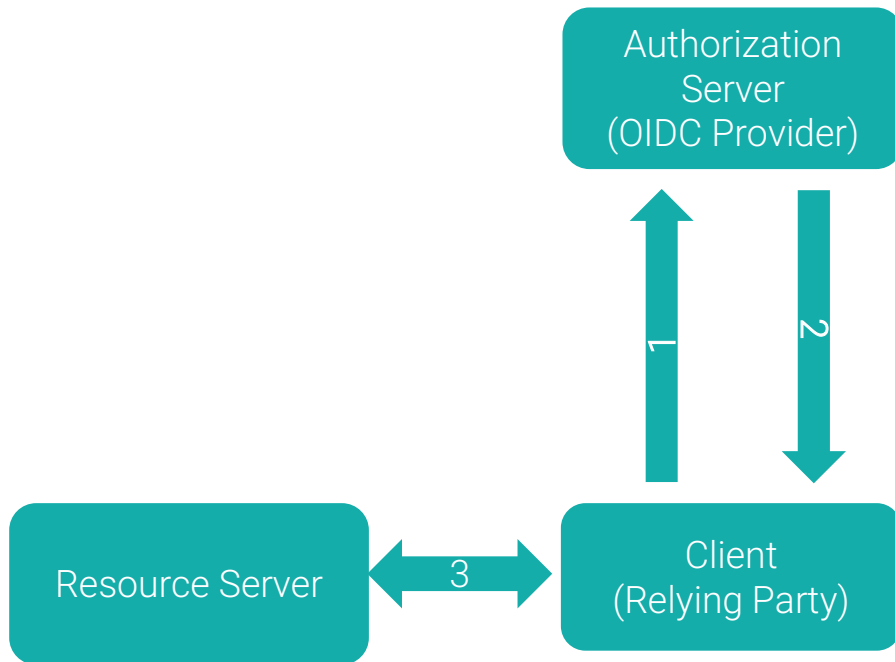 Authorization
Server
(OIDC Provider)
1
2
Resource Server
3
Client
(Relying Party)